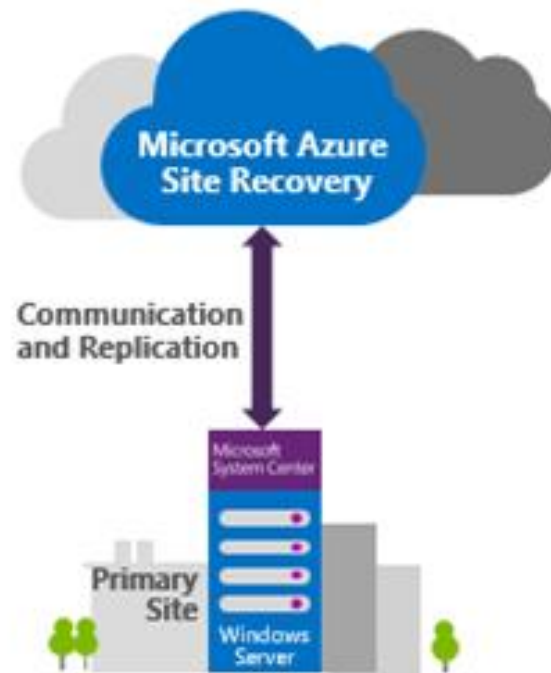 Microsoft Azure
Site Recovery
Communication
and Replication
Microsoft
System Center
Primary
Site
Windows
Server